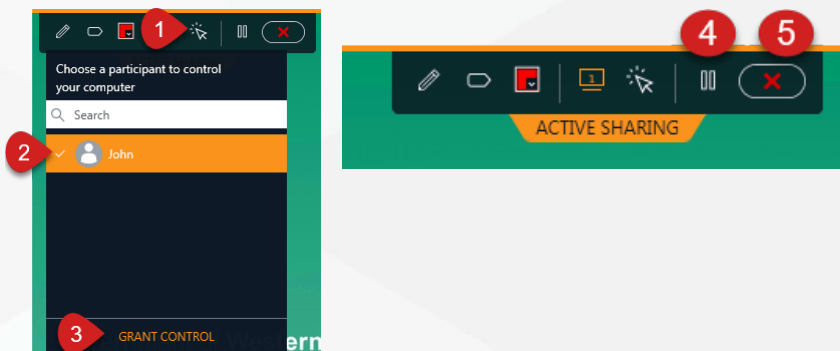 1
Choose a participant to control
your computer
Search
2
John
3
GRANT CONTROL
Western
4
5
1
ACTIVE SHARING